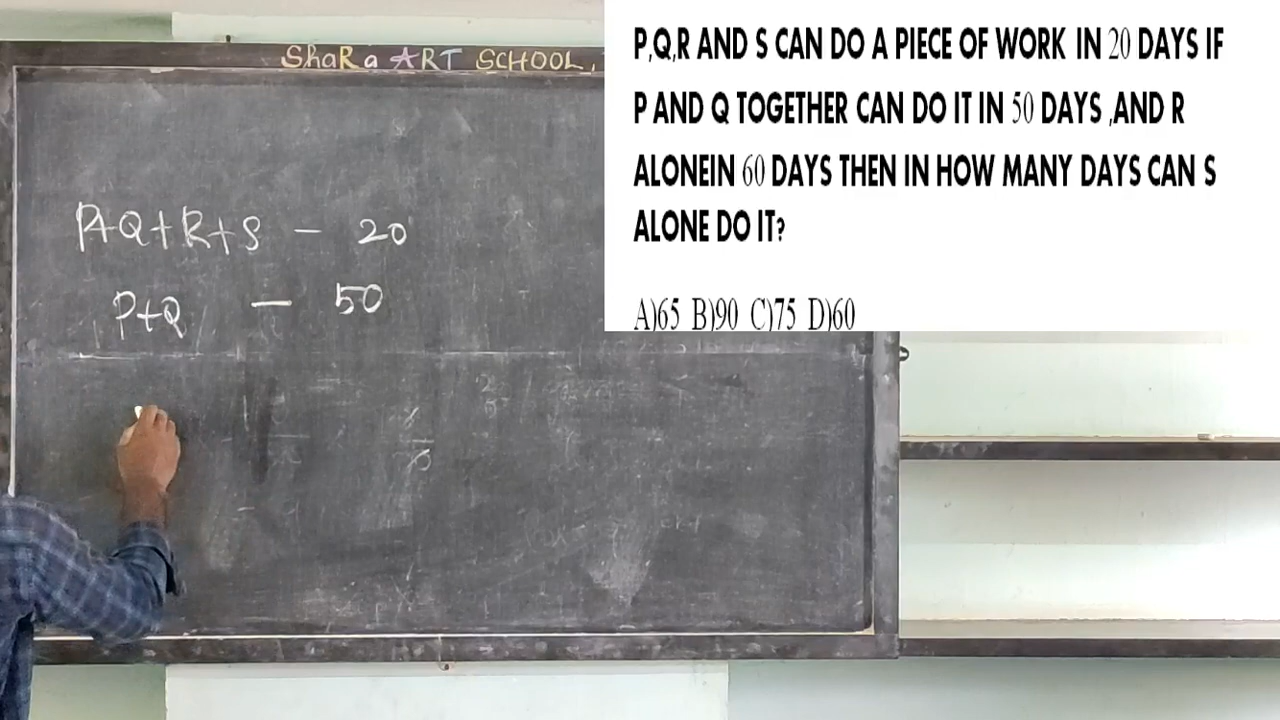 ShaRa ART SCHOOL,
P,Q,R AND S CAN DO A PIECE OF WORK IN 20 DAYS IF
P AND Q TOGETHER CAN DO IT IN 50 DAYS ,AND R
ALONEIN 60 DAYS THEN IN HOW MANY DAYS CAN S
ALONE DO IT?
A)65 B)90 C)75 D)60
P+Q+R+S – 20
P+Q – 50